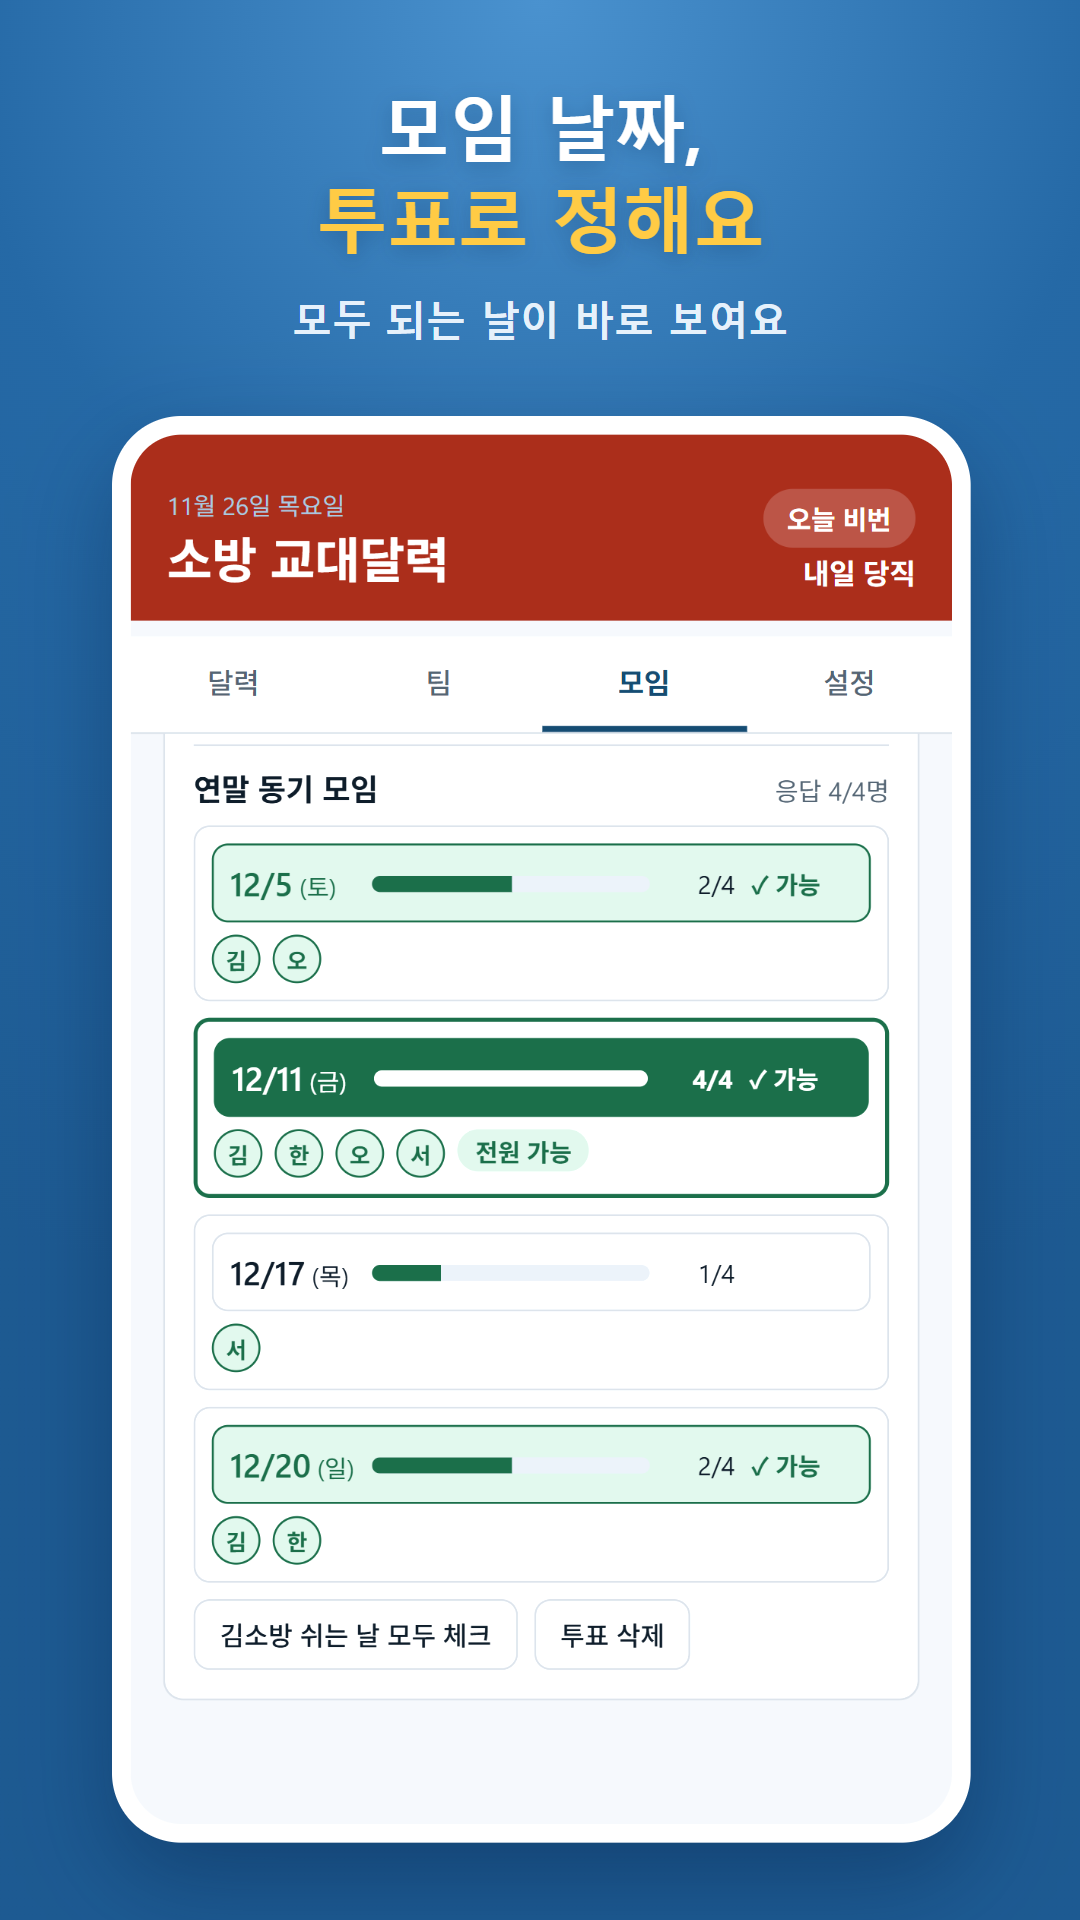 모임 날짜,
투표로 정해요
모두 되는 날이 바로 보여요
11월 26일 목요일
소방 교대달력
오늘 비번
내일 당직
달력 팀 모임 설정
연말 동기 모임 응답 4/4명
12/5 (토) 2/4 ✓ 가능
김 오
12/11 (금) 4/4 ✓ 가능
김 한 오 서 전원 가능
12/17 (목) 1/4
서
12/20 (일) 2/4 ✓ 가능
김 한
김소방 쉬는 날 모두 체크 투표 삭제